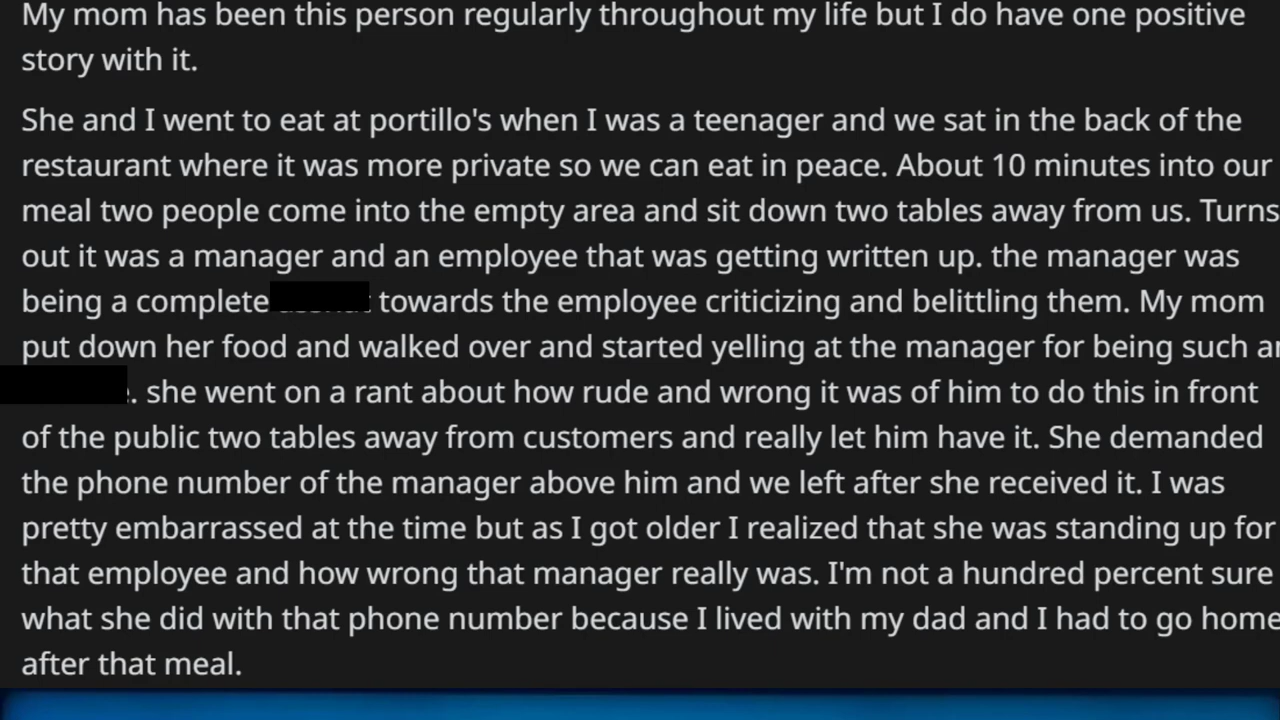 My mom has been this person regularly throughout my life but I do have one positive
story with it.
She and I went to eat at portillo's when I was a teenager and we sat in the back of the
restaurant where it was more private so we can eat in peace. About 10 minutes into our
meal two people come into the empty area and sit down two tables away from us. Turns
out it was a manager and an employee that was getting written up. the manager was
being a complete towards the employee criticizing and belittling them. My mom
put down her food and walked over and started yelling at the manager for being such
. she went on a rant about how rude and wrong it was of him to do this in front
of the public two tables away from customers and really let him have it. She demanded
the phone number of the manager above him and we left after she received it. I was
pretty embarrassed at the time but as I got older I realized that she was standing up for
that employee and how wrong that manager really was. I'm not a hundred percent sure
what she did with that phone number because I lived with my dad and I had to go home
after that meal.